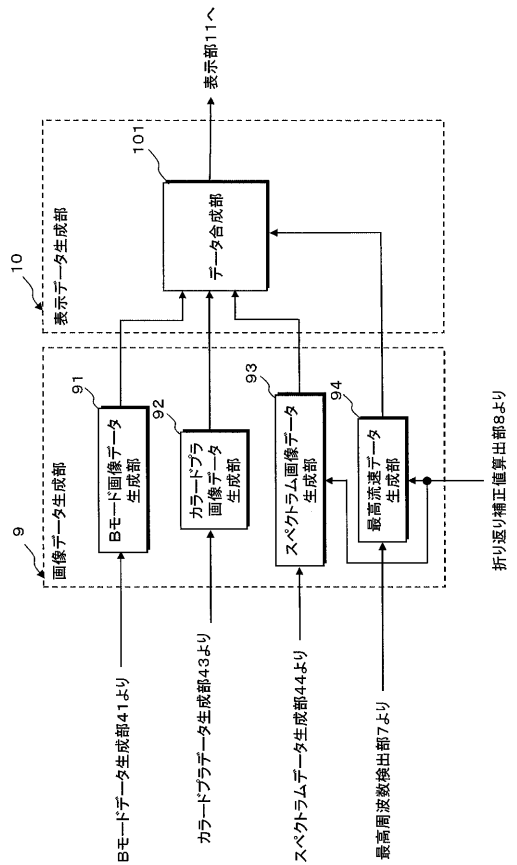 10
表示データ生成部
101
データ合成部
表示部11へ
9
画像データ生成部
91
Bモード画像データ
生成部
92
カラードプラ
画像データ
生成部
93
スペクトラム画像データ
生成部
94
最高流速データ
生成部
Bモードデータ生成部41より
カラードプラデータ生成部43より
スペクトラムデータ生成部44より
最高周波数検出部7より
折り返り補正値算出部8より